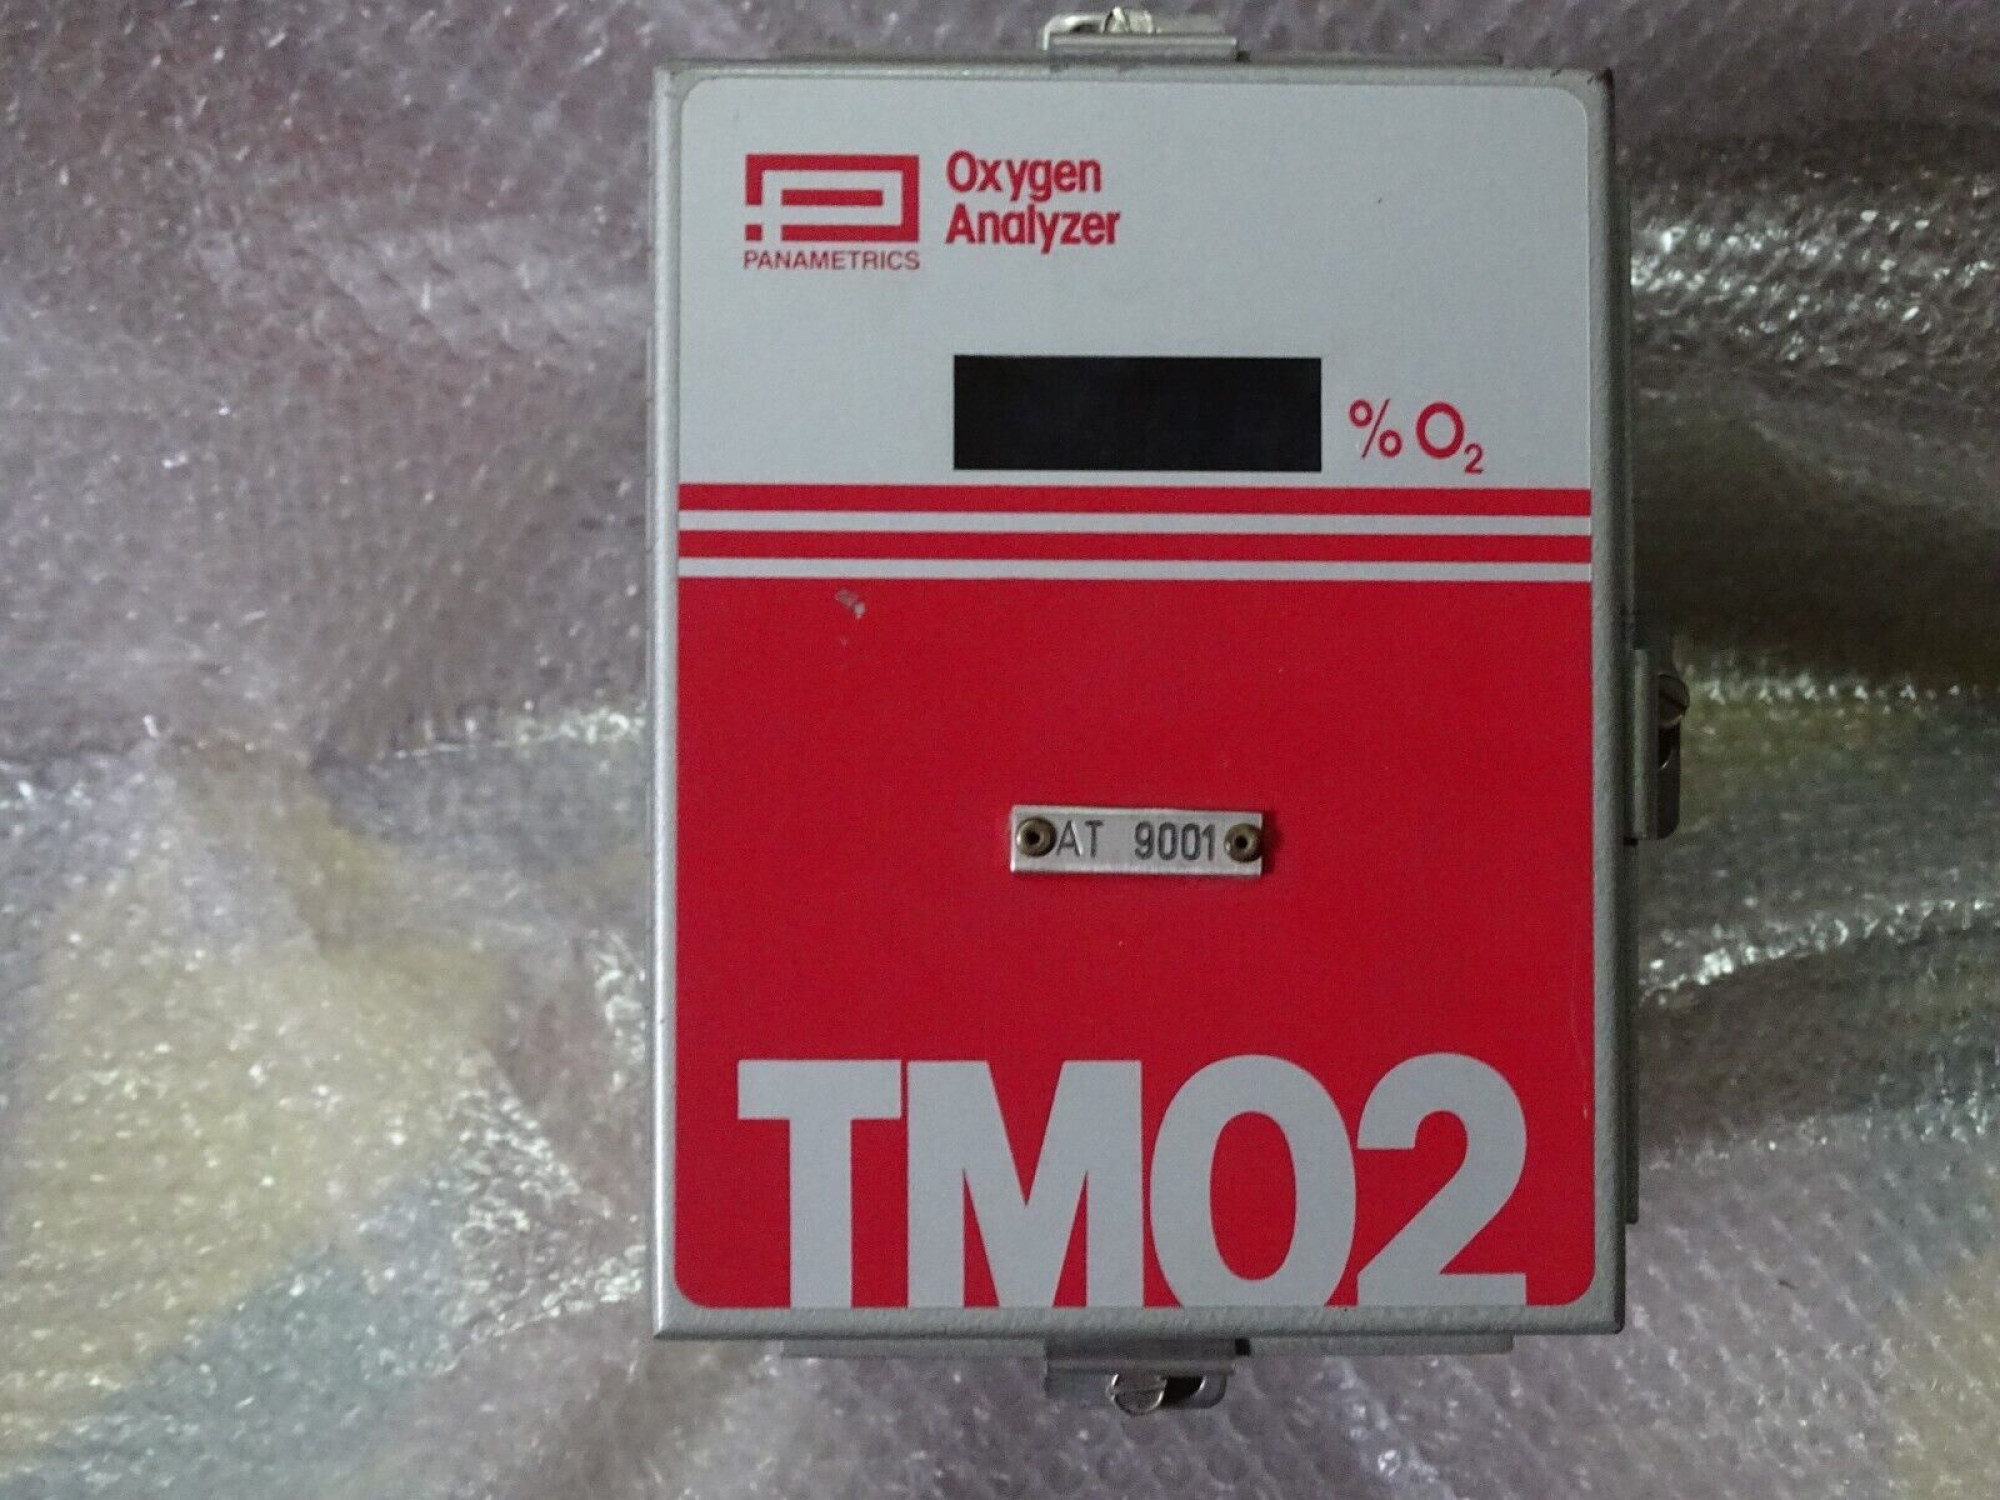 Oxygen
Analyzer
PANAMETRICS
% O₂
AT 9001
TMO2